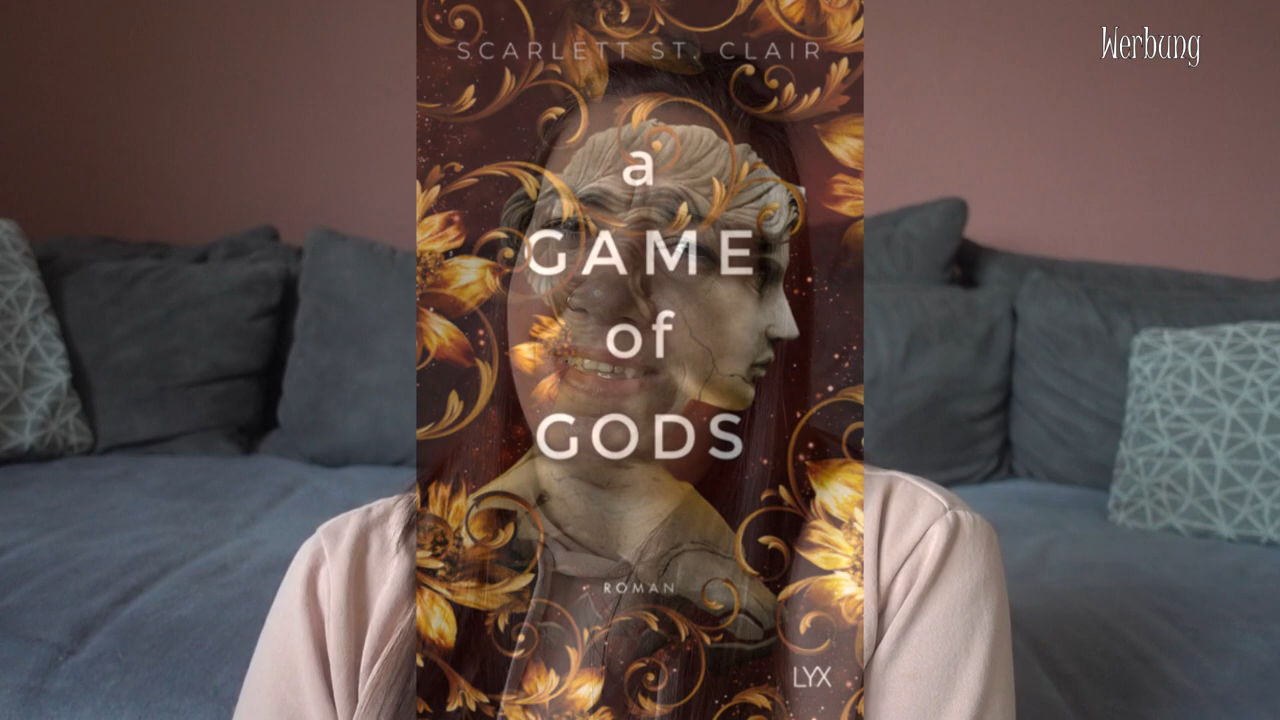 Werbung
SCARLETT ST. CLAIR
a
GAME
of
GODS
ROMAN
LYX